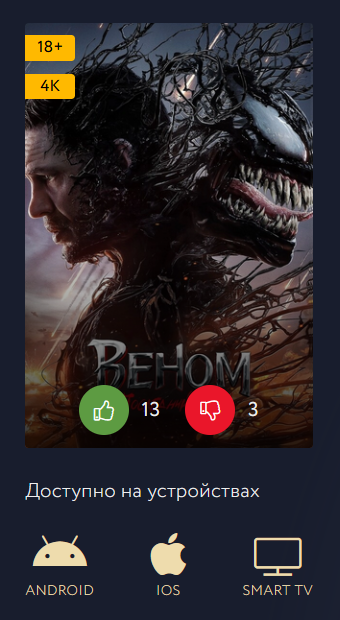 18+
4K
ВЕНОМ
13
3
Доступно на устройствах
ANDROID
IOS
SMART TV